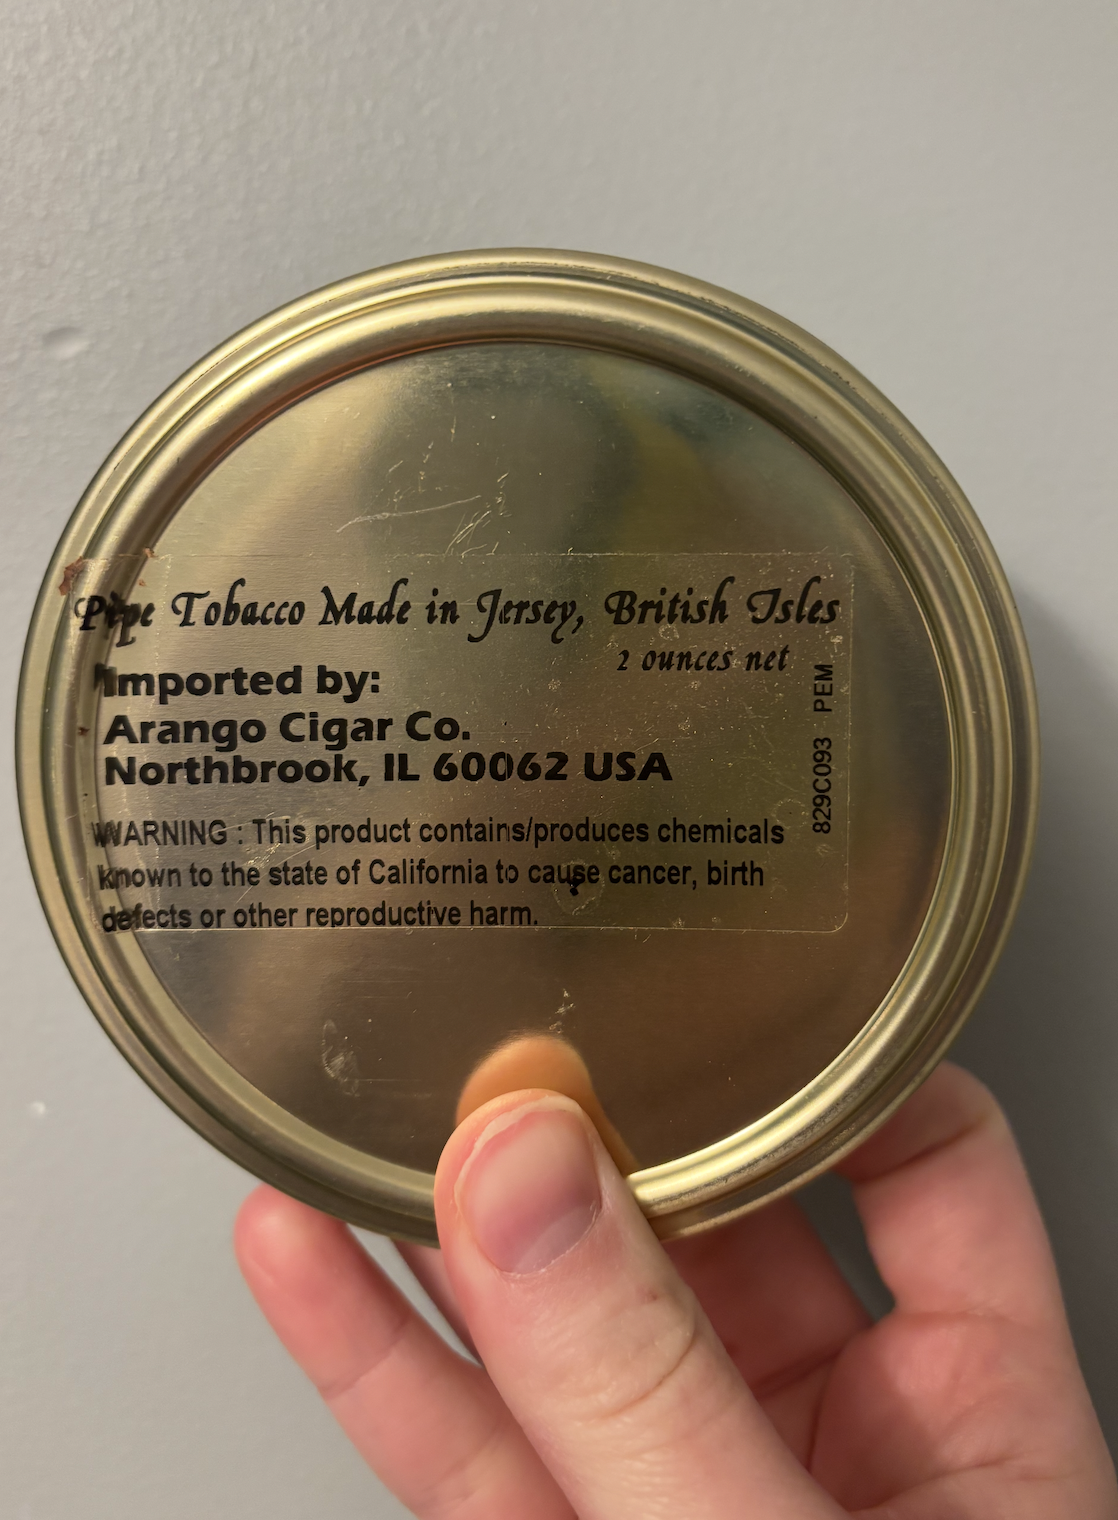 Pipe Tobacco Made in Jersey, British Isles
2 ounces net
Imported by:
Arango Cigar Co.
Northbrook, IL 60062 USA
WARNING : This product contains/produces chemicals
known to the state of California to cause cancer, birth
defects or other reproductive harm.
829C093 PEM